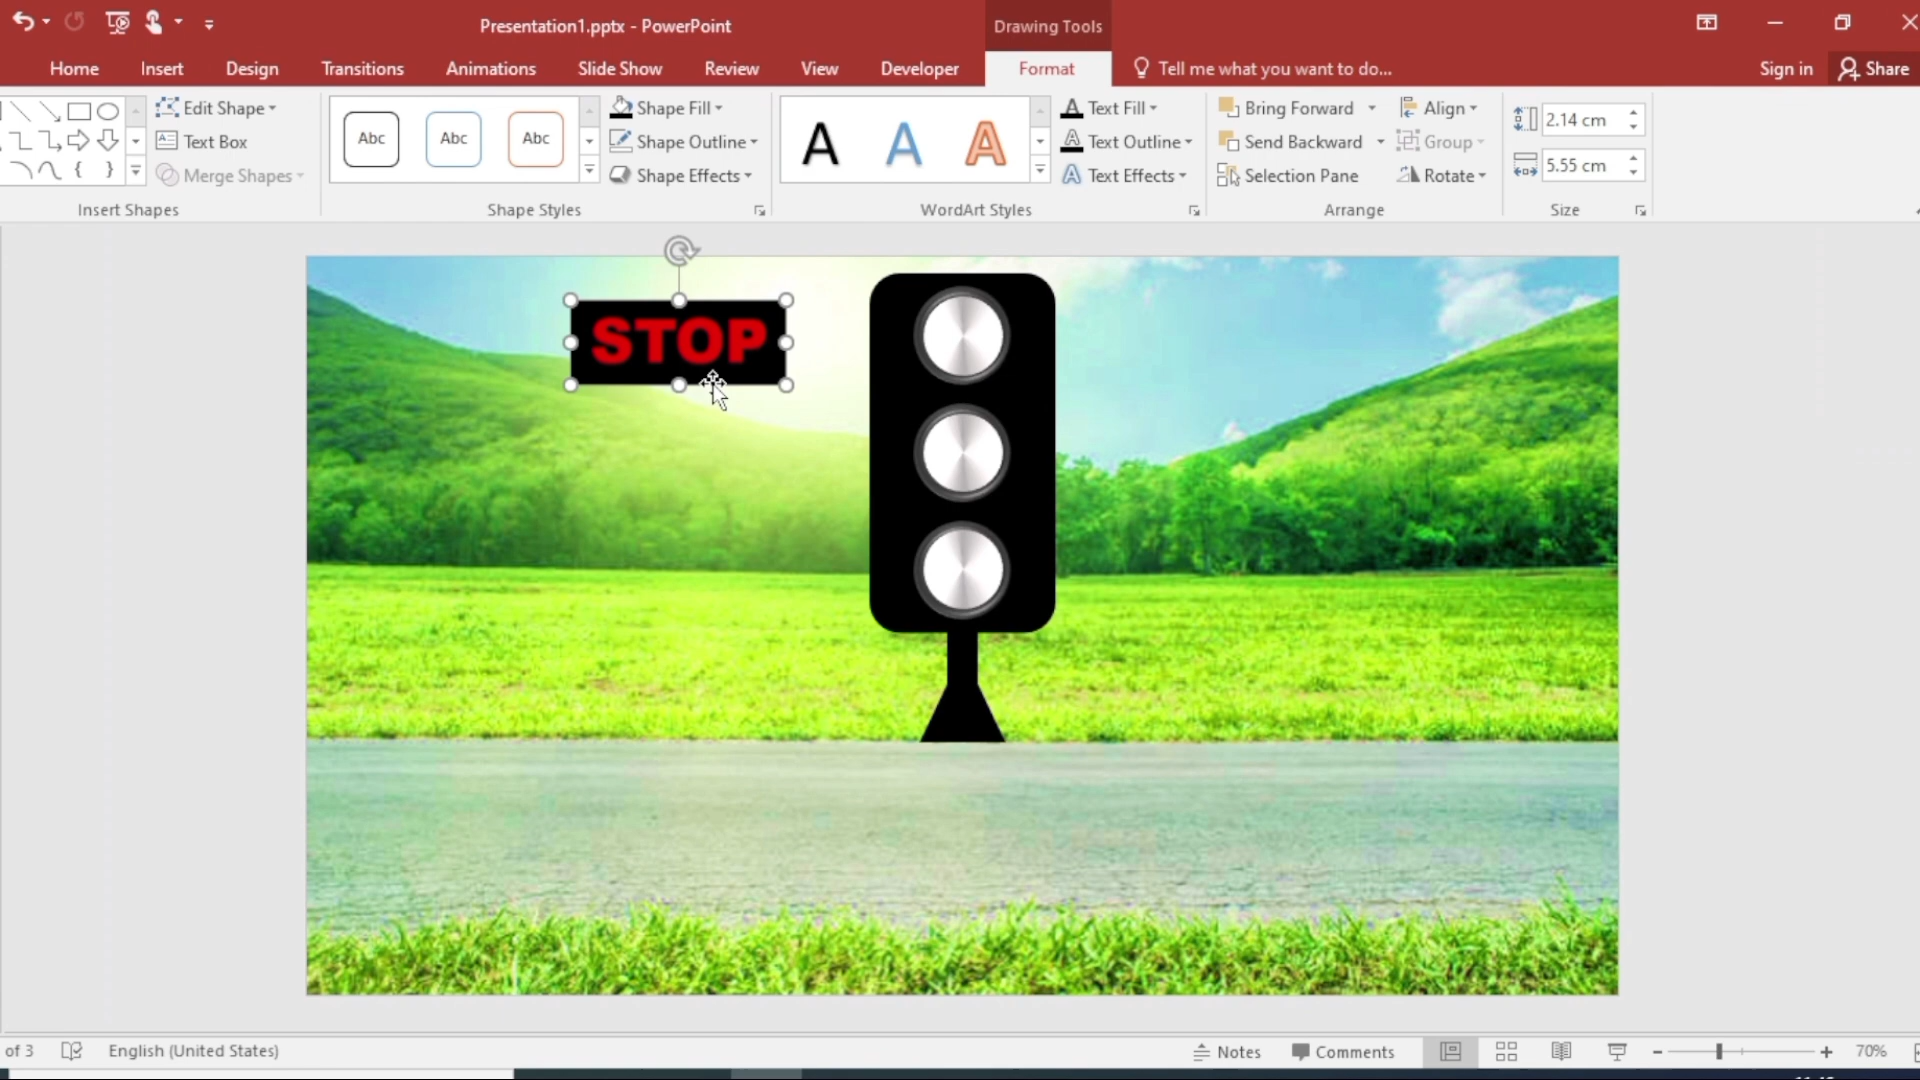 Presentation1.pptx - PowerPoint
Drawing Tools
Home Insert Design Transitions Animations Slide Show Review View Developer Format Tell me what you want to do... Sign in Share
Edit Shape
Text Box
Merge Shapes
Insert Shapes
Abc Abc Abc
Shape Fill
Shape Outline
Shape Effects
Shape Styles
A A A
Text Fill
Text Outline
Text Effects
WordArt Styles
Bring Forward
Send Backward
Selection Pane
Align
Group
Rotate
Arrange
2.14 cm
5.55 cm
Size
STOP
of 3 English (United States) Notes Comments 70%